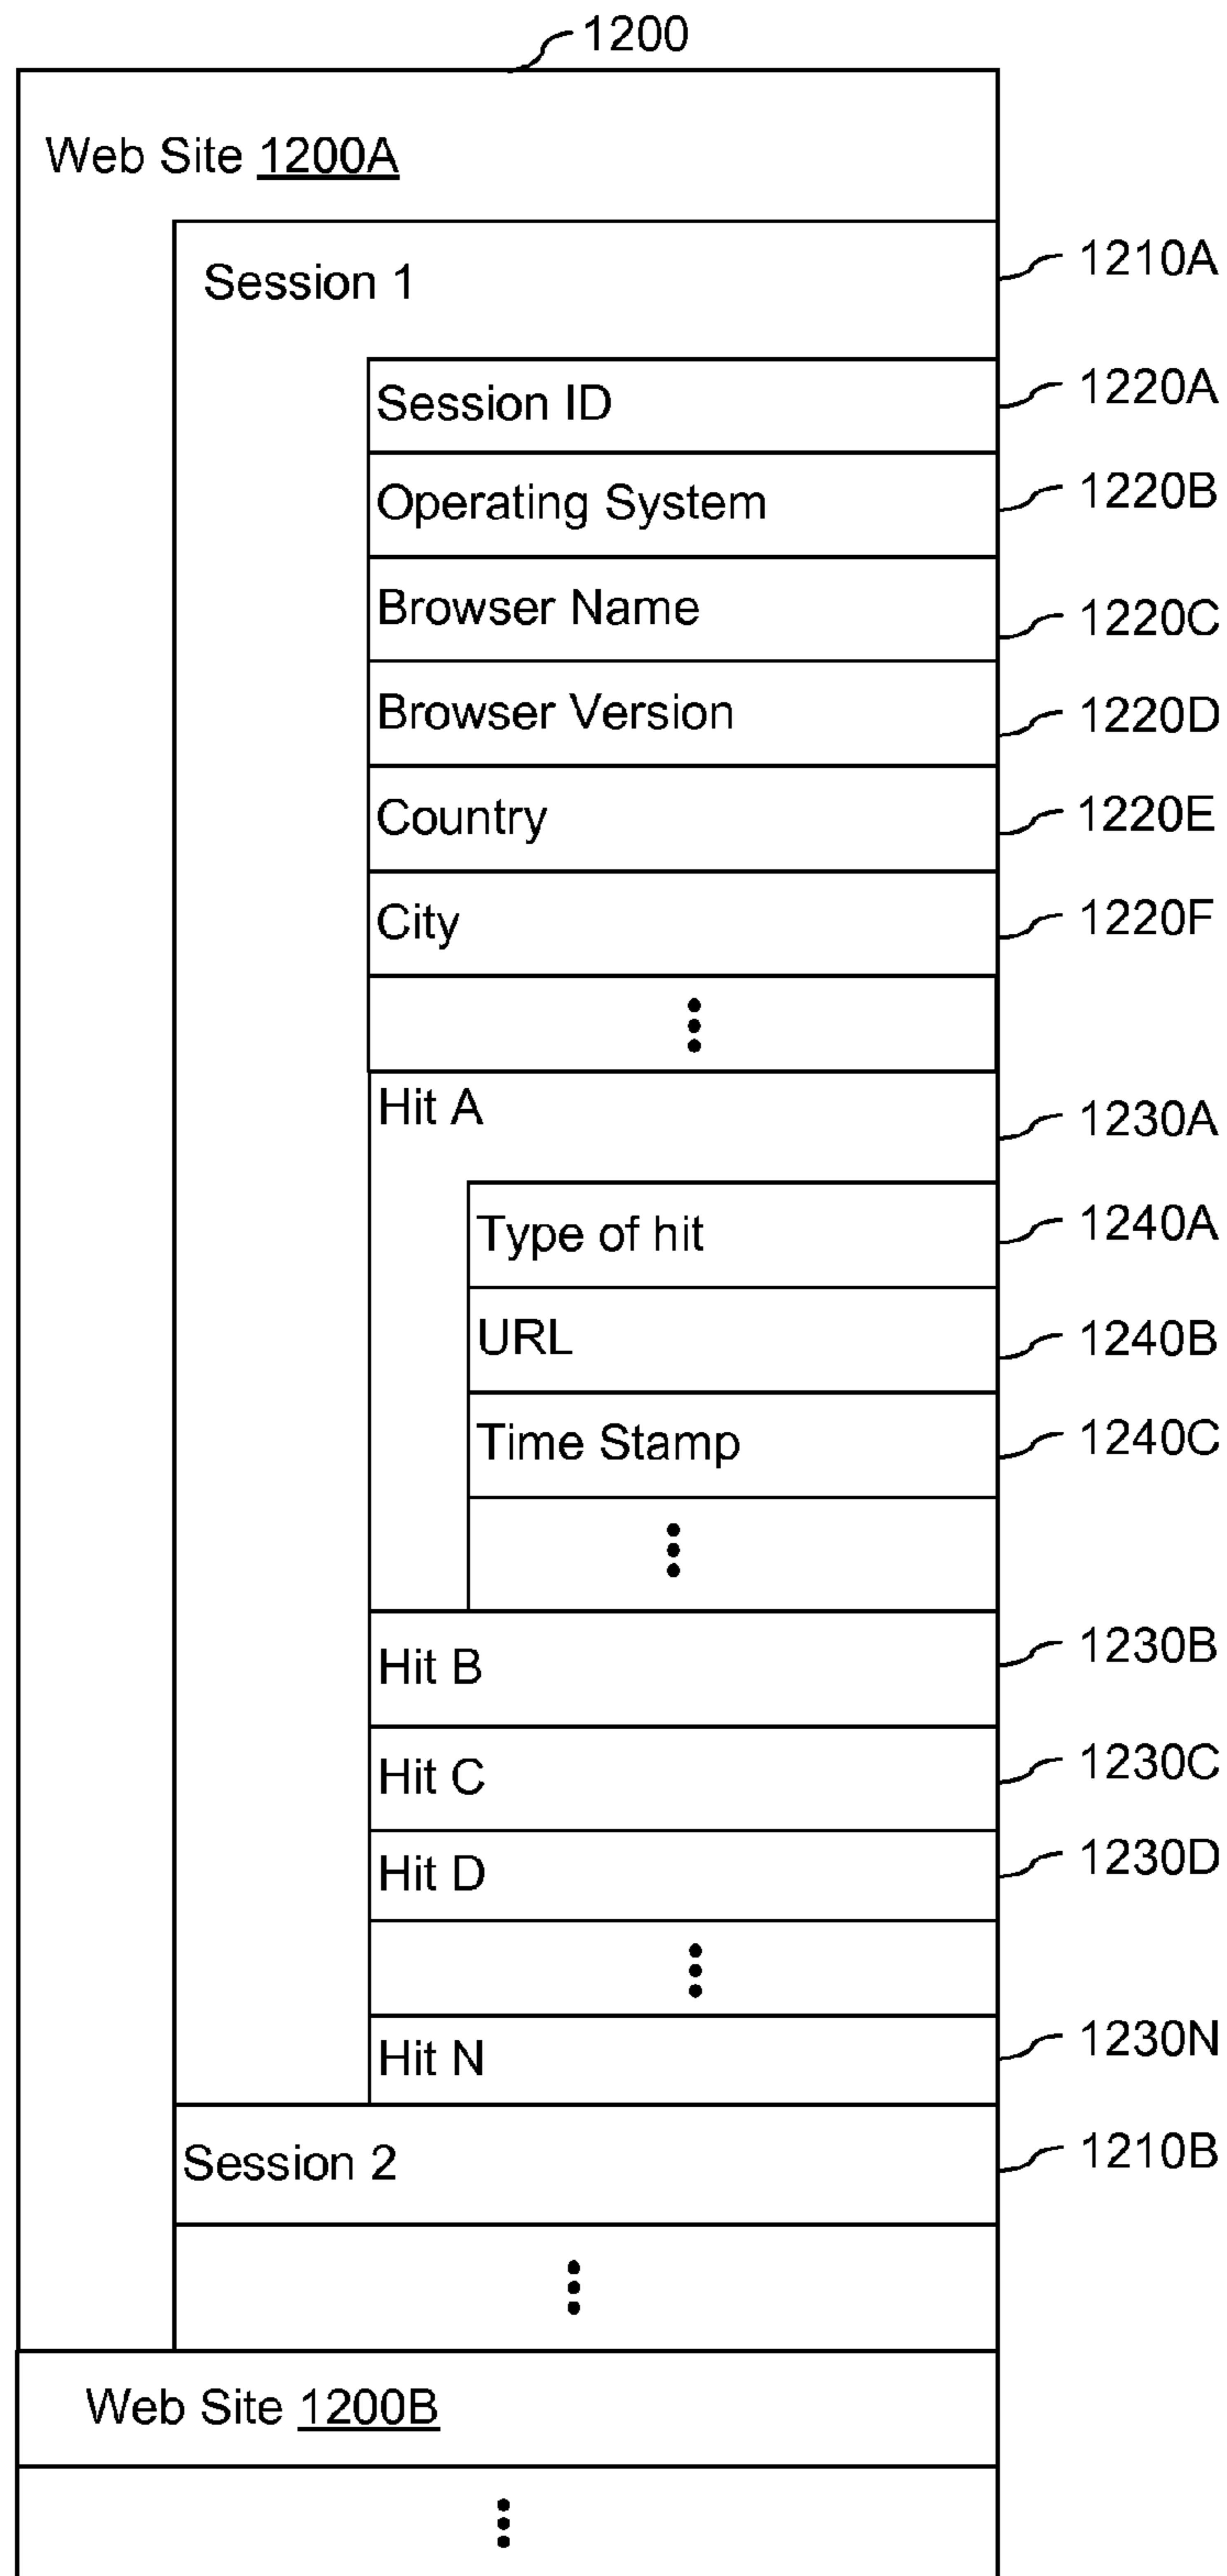 1200
Web Site 1200A
Session 1 1210A
Session ID 1220A
Operating System 1220B
Browser Name 1220C
Browser Version 1220D
Country 1220E
City 1220F
Hit A 1230A
Type of hit 1240A
URL 1240B
Time Stamp 1240C
Hit B 1230B
Hit C 1230C
Hit D 1230D
Hit N 1230N
Session 2 1210B
Web Site 1200B